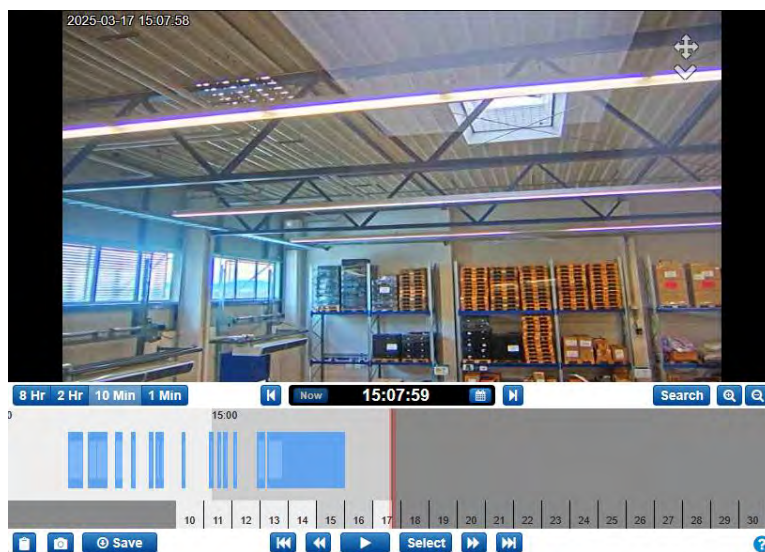 2025-03-17 15:07:58
8 Hr 2 Hr 10 Min 1 Min Now 15:07:59 Search
0 15:00
10 11 12 13 14 15 16 17 18 19 20 21 22 23 24 25 26 27 28 29 30
Save Select ?